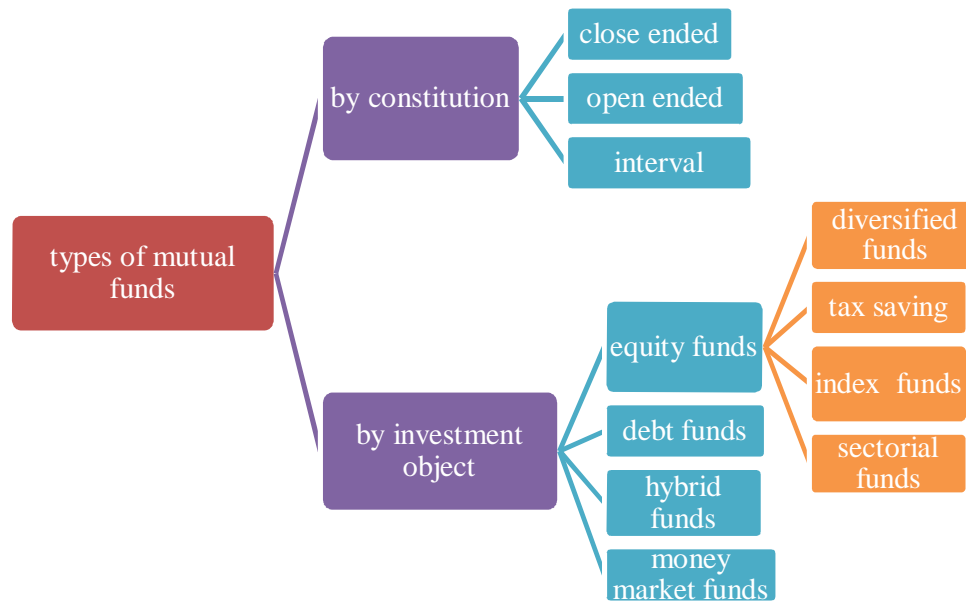 types of mutual
funds
by constitution
close ended
open ended
interval
by investment
object
equity funds
diversified
funds
tax saving
index  funds
sectorial
funds
debt funds
hybrid
funds
money
market funds